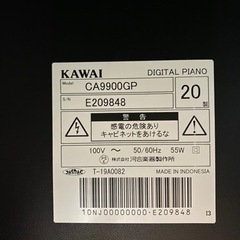 KAWAI DIGITAL PIANO
MODEL CA9900GP
S/N E209848
20 製
警告
感電の危険あり
キャビネットをあけるな
100V ～ 50/60Hz 55W
株式会社 河合楽器製作所
T-19A0082 MADE IN INDONESIA
10NJ00000000-E209848 I3